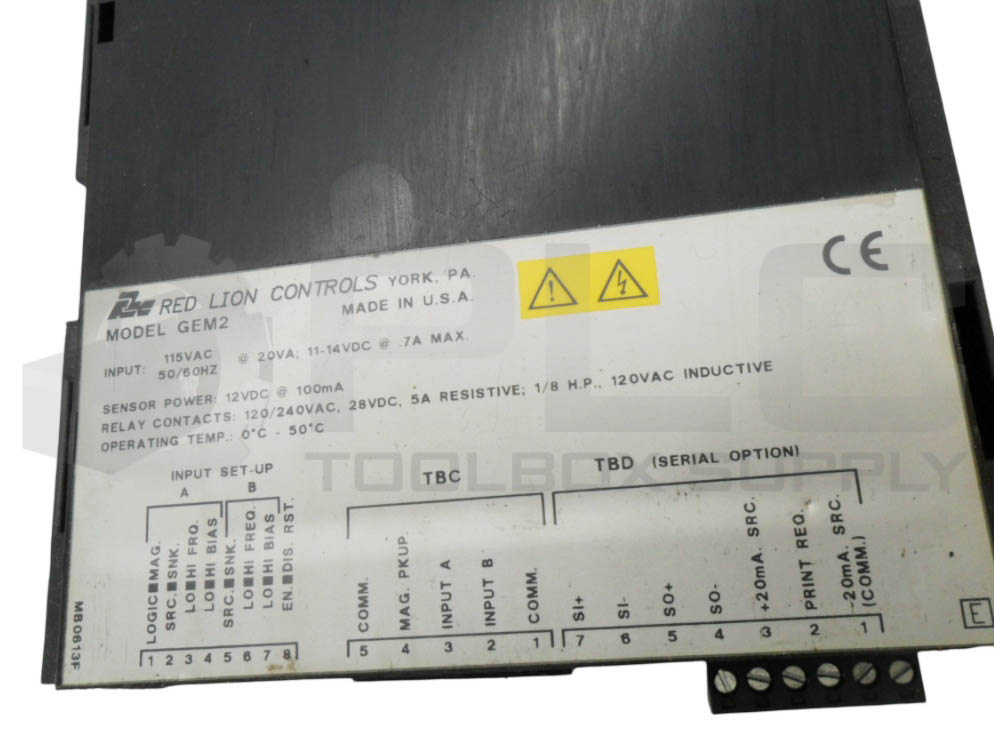 RED LION CONTROLS YORK, PA.
MODEL GEM2 MADE IN U.S.A.
INPUT: 115VAC 50/60HZ @ 20VA; 11-14VDC @ .7A MAX.
SENSOR POWER: 12VDC @ 100mA
RELAY CONTACTS: 120/240VAC, 28VDC, 5A RESISTIVE; 1/8 H.P., 120VAC INDUCTIVE
OPERATING TEMP.: 0°C - 50°C
CE
PLC
TOOLBOX SUPPLY
INPUT SET-UP
A B
LOGIC■MAG.
SRC.■SNK.
LO■HI FRQ.
LO■HI BIAS
SRC.■SNK.
LO■HI FREQ.
LO■HI BIAS
EN.■DIS. RST.
1 2 3 4 5 6 7 8
TBC
COMM.
MAG. PKUP.
INPUT A
INPUT B
COMM.
5 4 3 2 1
TBD (SERIAL OPTION)
SI+
SI-
SO+
SO-
+20mA. SRC.
PRINT REQ.
-20mA. SRC.
(COMM.)
7 6 5 4 3 2 1
MB0613F
E